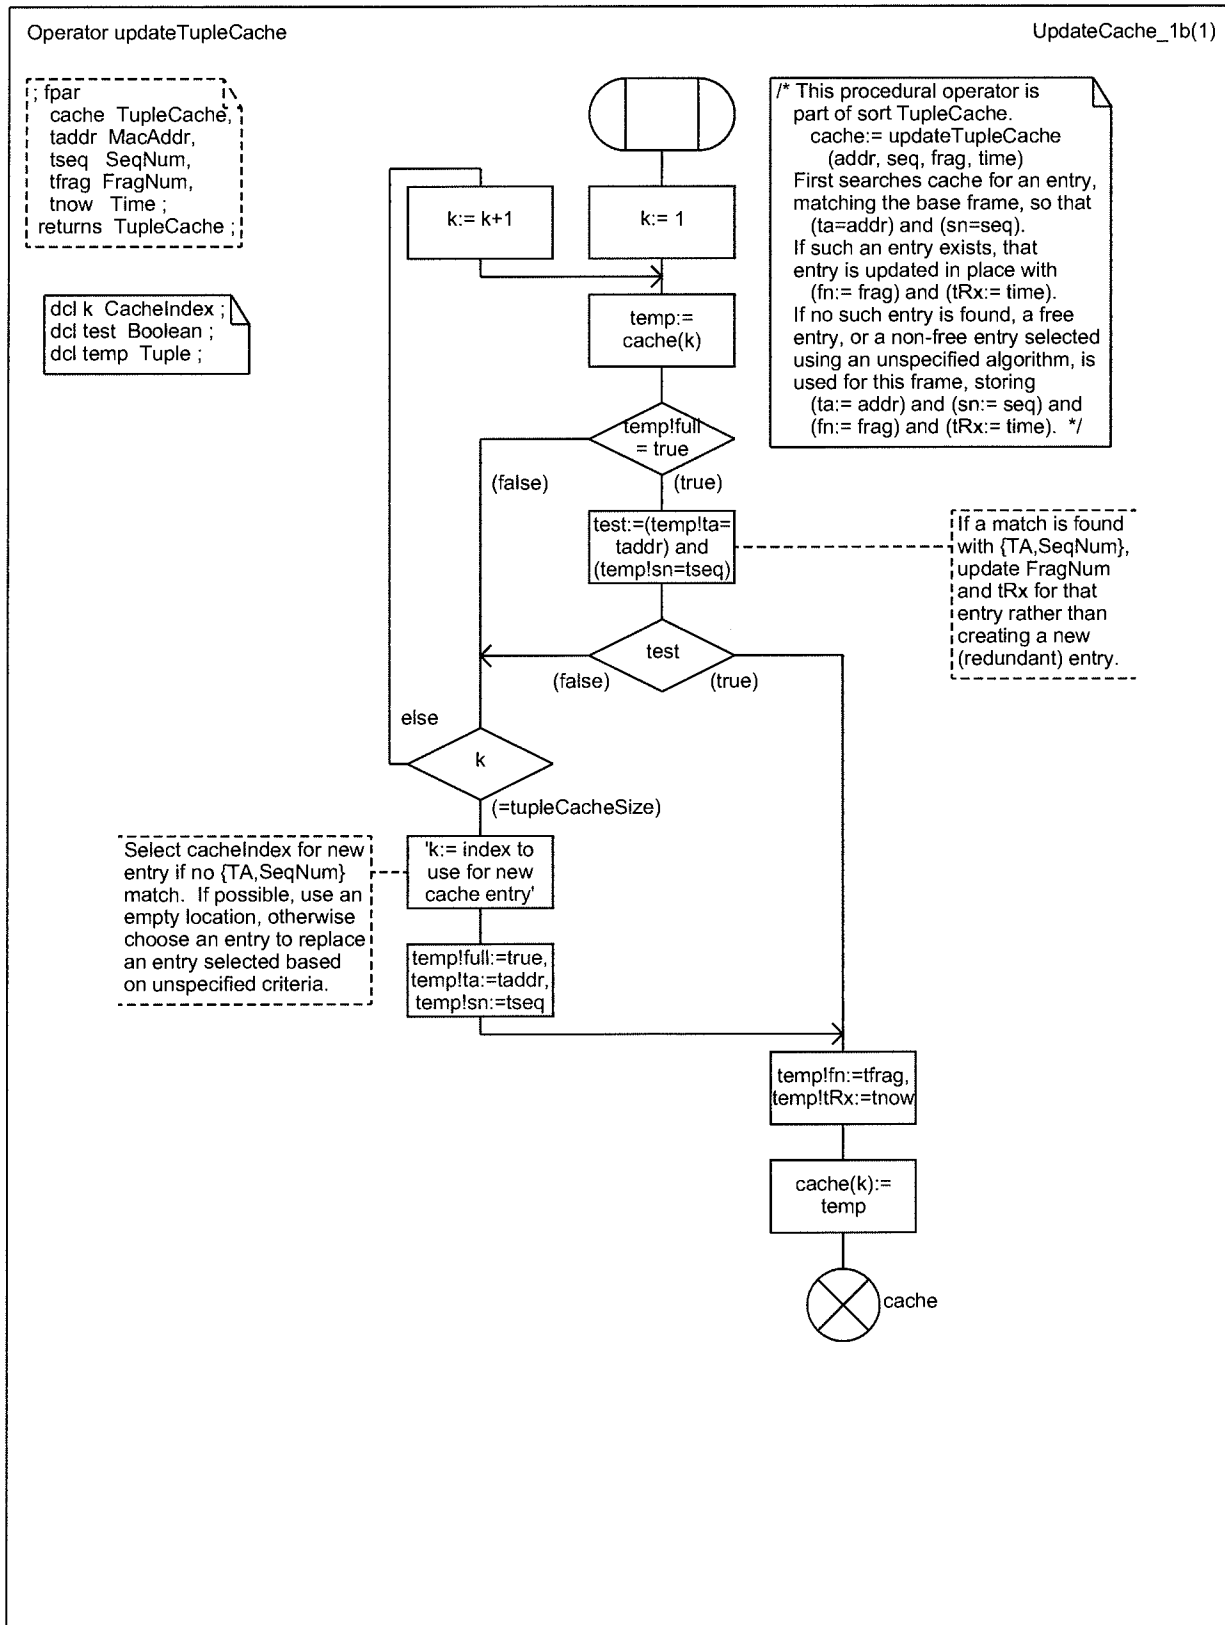 Operator updateTupleCache
UpdateCache_1b(1)
; fpar
cache TupleCache,
taddr MacAddr,
tseq SeqNum,
tfrag FragNum,
tnow Time ;
returns TupleCache ;
dcl k CacheIndex ;
dcl test Boolean ;
dcl temp Tuple ;
/* This procedural operator is
part of sort TupleCache.
cache:= updateTupleCache
(addr, seq, frag, time)
First searches cache for an entry,
matching the base frame, so that
(ta=addr) and (sn=seq).
If such an entry exists, that
entry is updated in place with
(fn:= frag) and (tRx:= time).
If no such entry is found, a free
entry, or a non-free entry selected
using an unspecified algorithm, is
used for this frame, storing
(ta:= addr) and (sn:= seq) and
(fn:= frag) and (tRx:= time). */
k:= k+1
k:= 1
temp:=
cache(k)
temp!full
= true
(false)
(true)
test:=(temp!ta=
taddr) and
(temp!sn=tseq)
If a match is found
with {TA,SeqNum},
update FragNum
and tRx for that
entry rather than
creating a new
(redundant) entry.
test
(false)
(true)
else
k
(=tupleCacheSize)
Select cacheIndex for new
entry if no {TA,SeqNum}
match. If possible, use an
empty location, otherwise
choose an entry to replace
an entry selected based
on unspecified criteria.
'k:= index to
use for new
cache entry'
temp!full:=true,
temp!ta:=taddr,
temp!sn:=tseq
temp!fn:=tfrag,
temp!tRx:=tnow
cache(k):=
temp
cache